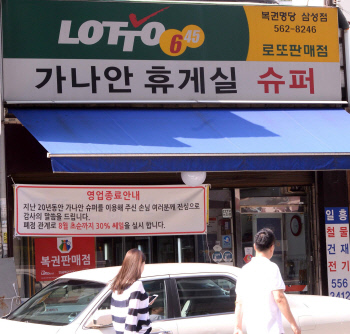 LOTTO 6/45
복권명당 삼성점
562-8246
로또판매점
가나안 휴게실 슈퍼
영업종료안내
지난 20년동안 가나안 슈퍼를 이용해 주신 손님 여러분께 진심으로
감사의 말씀을 드립니다.
폐점 관계로 8월 초순까지 30% 세일을 실시 합니다.
복권판매점
일흥
철물
건재
556
2412